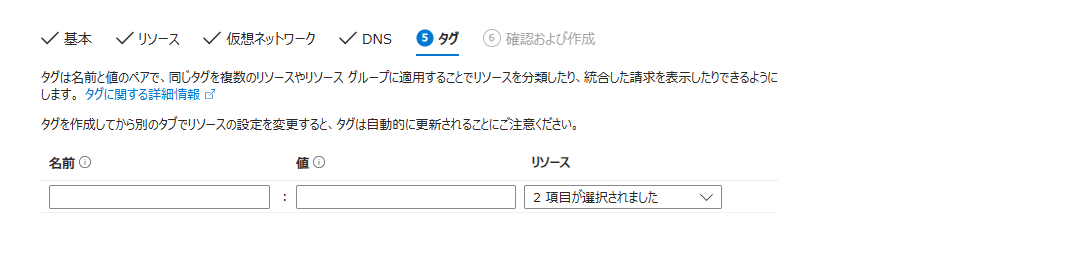 基本 リソース 仮想ネットワーク DNS 5 タグ 6 確認および作成
タグは名前と値のペアで、同じタグを複数のリソースやリソース グループに適用することでリソースを分類したり、統合した請求を表示したりできるように
します。 タグに関する詳細情報
タグを作成してから別のタブでリソースの設定を変更すると、タグは自動的に更新されることにご注意ください。
名前 値 リソース
: 2 項目が選択されました